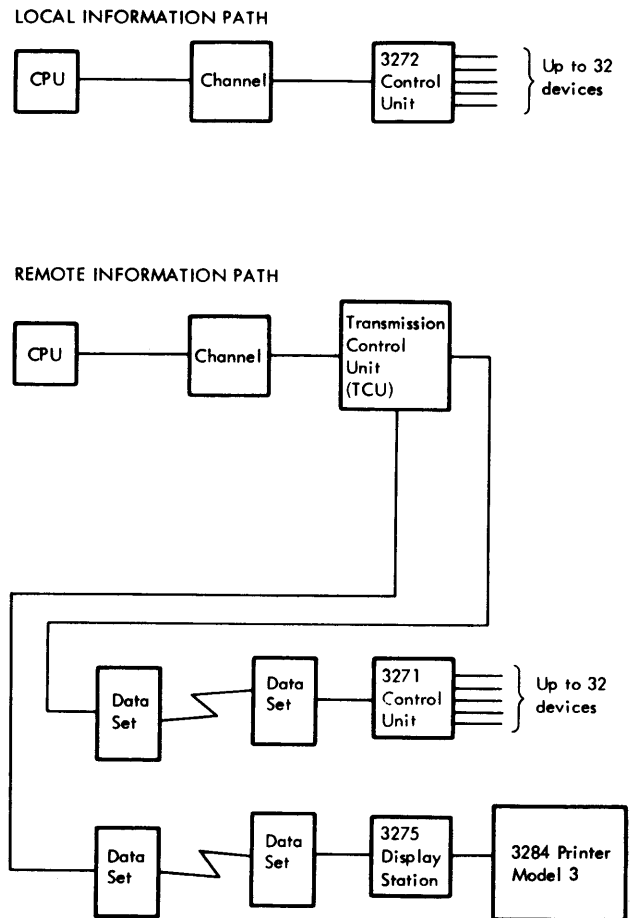 LOCAL INFORMATION PATH
CPU
Channel
3272
Control
Unit
Up to 32
devices
REMOTE INFORMATION PATH
CPU
Channel
Transmission
Control
Unit
(TCU)
Data
Set
Data
Set
3271
Control
Unit
Up to 32
devices
Data
Set
Data
Set
3275
Display
Station
3284 Printer
Model 3